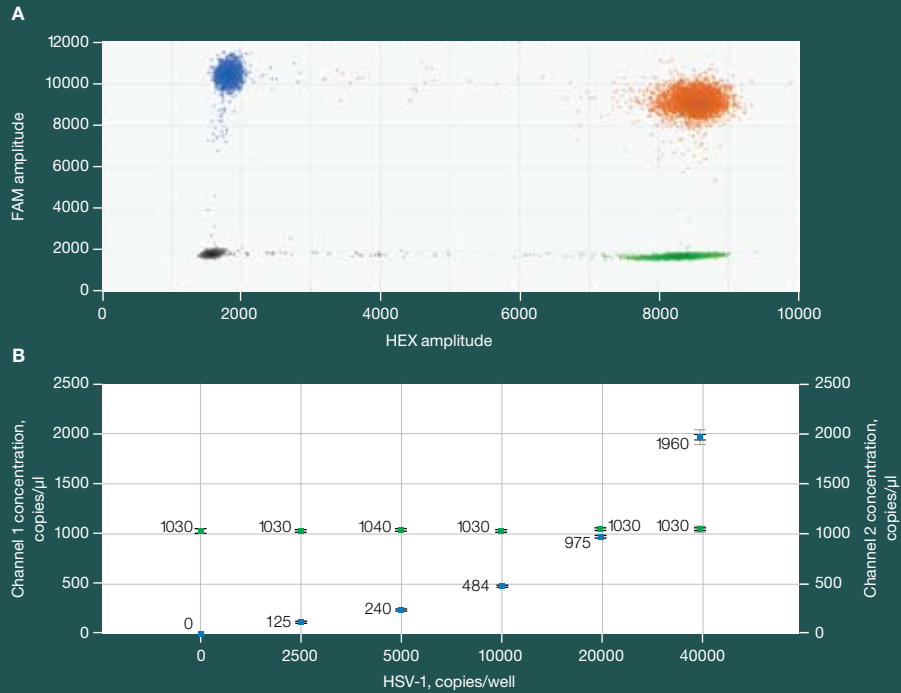 A
12000
10000
8000
6000
4000
2000
0
FAM amplitude
0 2000 4000 6000 8000 10000
HEX amplitude
B
2500 2500
2000 2000
1500 1500
1000 1000
500 500
0 0
Channel 1 concentration,
copies/µl
Channel 2 concentration,
copies/µl
1960
1030 1030 1040 1030 1030 1030
975
484
240
125
0
0 2500 5000 10000 20000 40000
HSV-1, copies/well